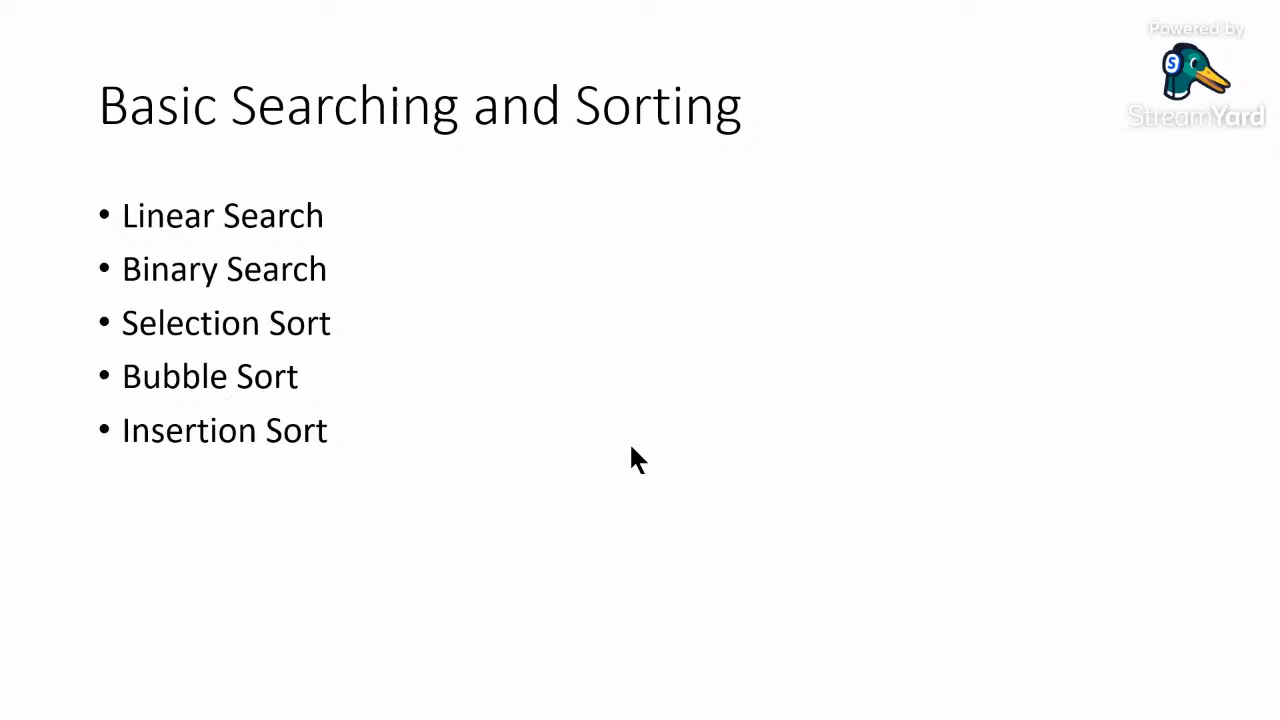 Powered by
S
StreamYard
Basic Searching and Sorting
• Linear Search
• Binary Search
• Selection Sort
• Bubble Sort
• Insertion Sort